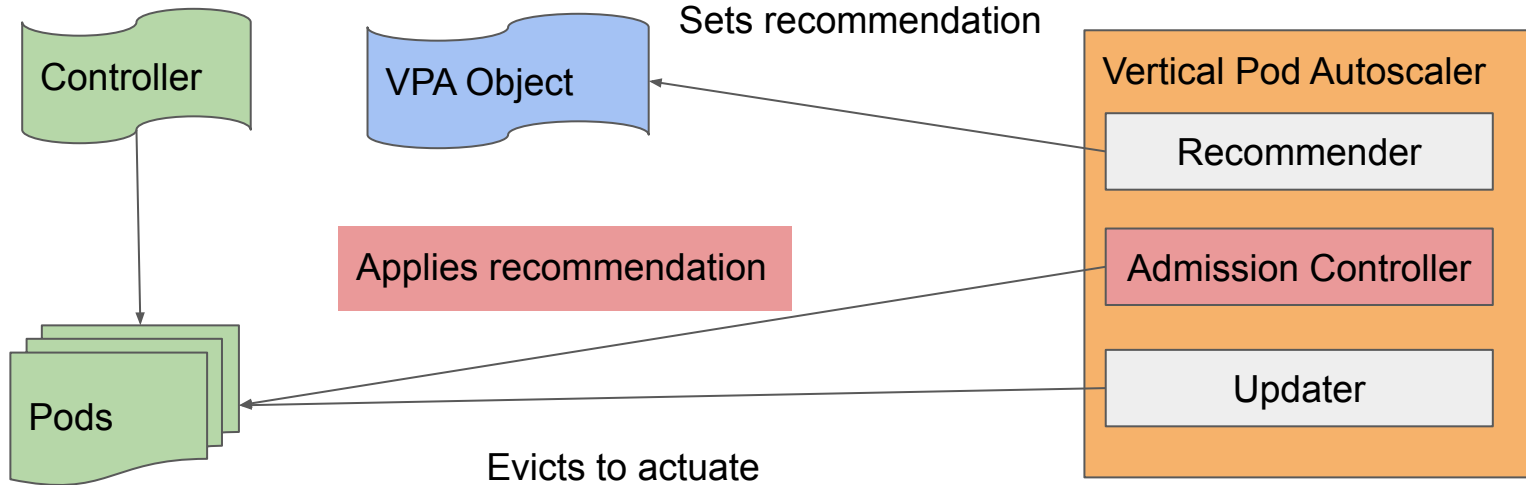 Sets recommendation
Controller
VPA Object
Vertical Pod Autoscaler
Recommender
Applies recommendation
Admission Controller
Updater
Pods
Evicts to actuate